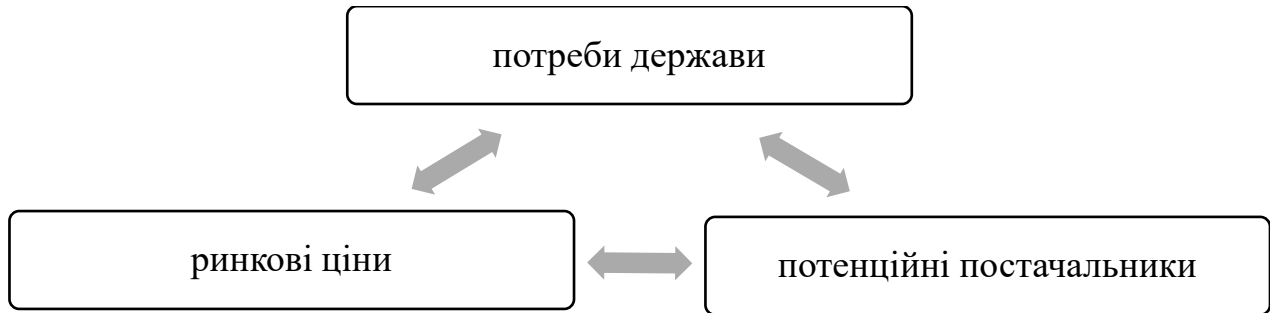 потреби держави
ринкові ціни
потенційні постачальники